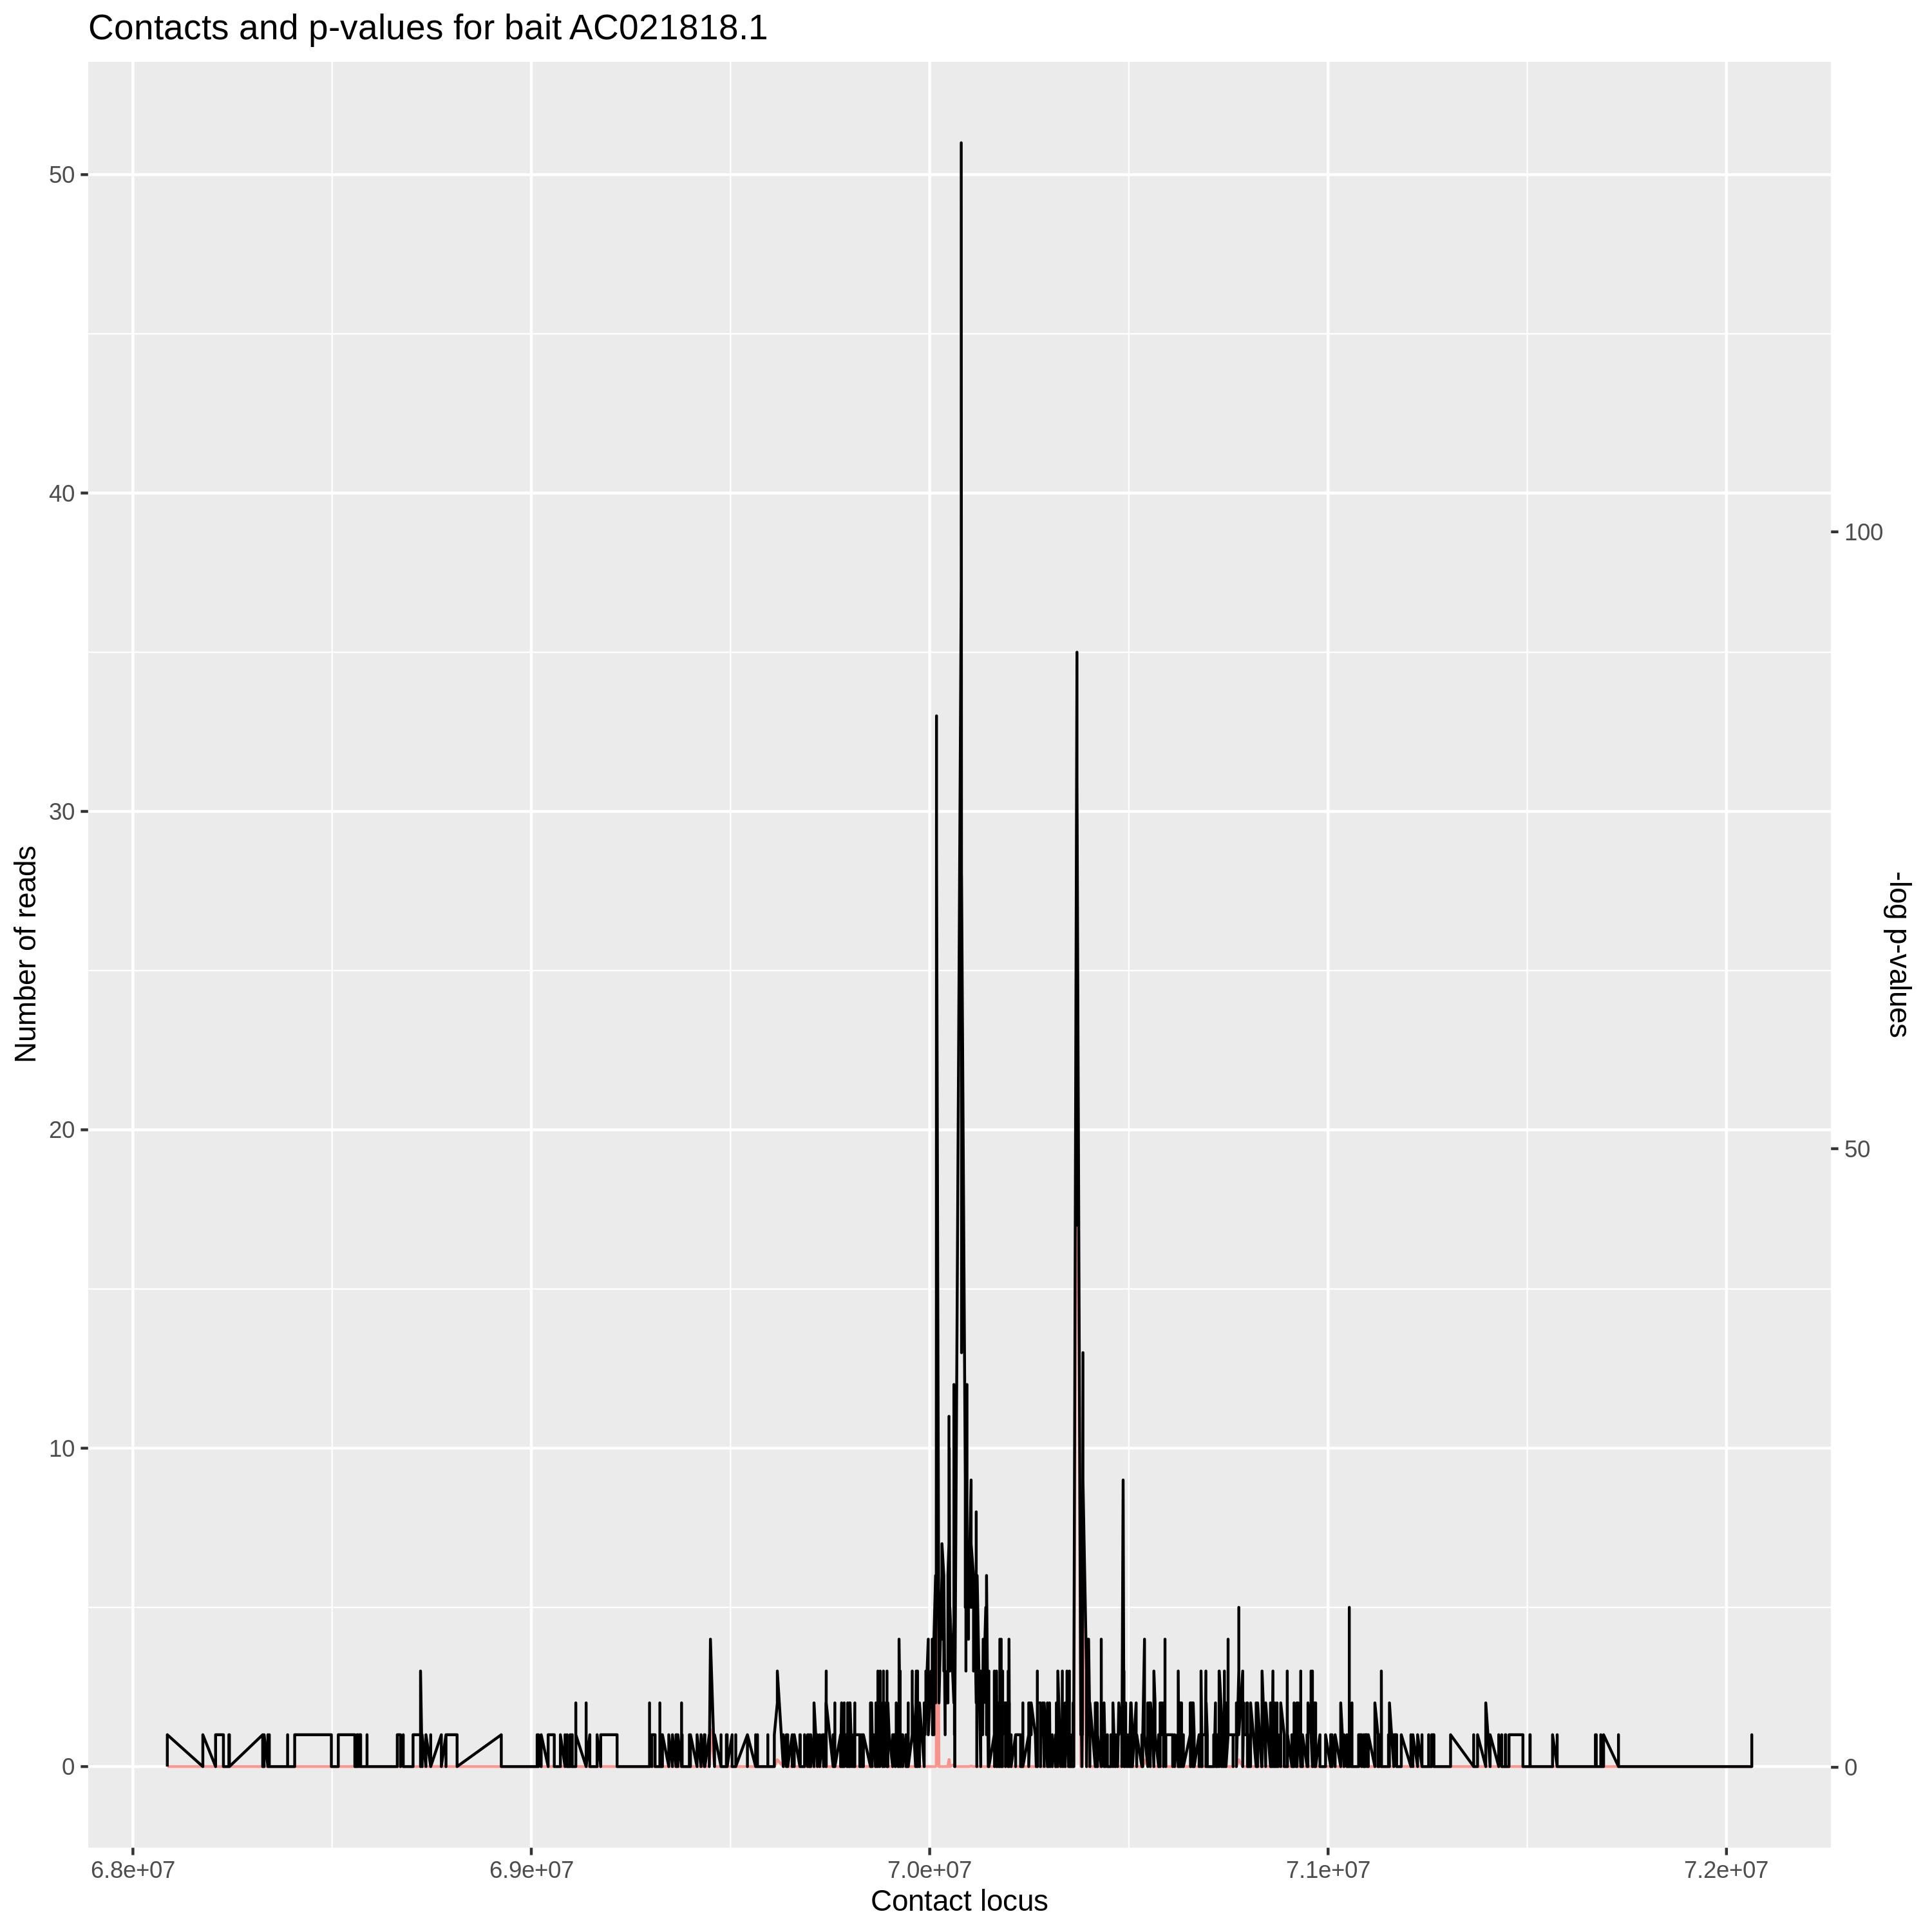 Contacts and p-values for bait AC021818.1
50
40
30
20
10
0
Number of reads
100
50
0
-log p-values
6.8e+07
6.9e+07
7.0e+07
7.1e+07
7.2e+07
Contact locus